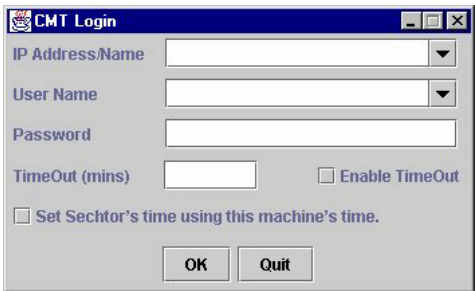 CMT Login
IP Address/Name
User Name
Password
TimeOut (mins) Enable TimeOut
Set Sechtor's time using this machine's time.
OK Quit